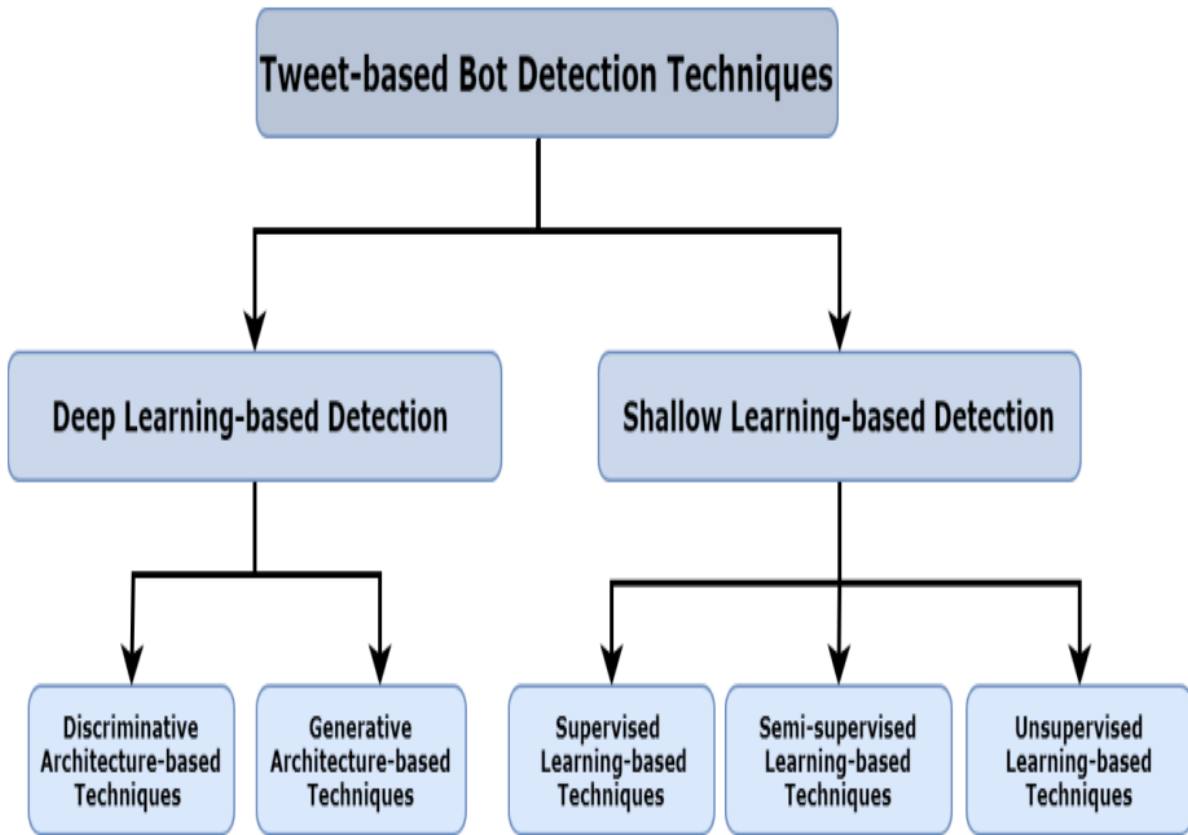 Tweet-based Bot Detection Techniques
Deep Learning-based Detection
Shallow Learning-based Detection
Discriminative
Architecture-based
Techniques
Generative
Architecture-based
Techniques
Supervised
Learning-based
Techniques
Semi-supervised
Learning-based
Techniques
Unsupervised
Learning-based
Techniques